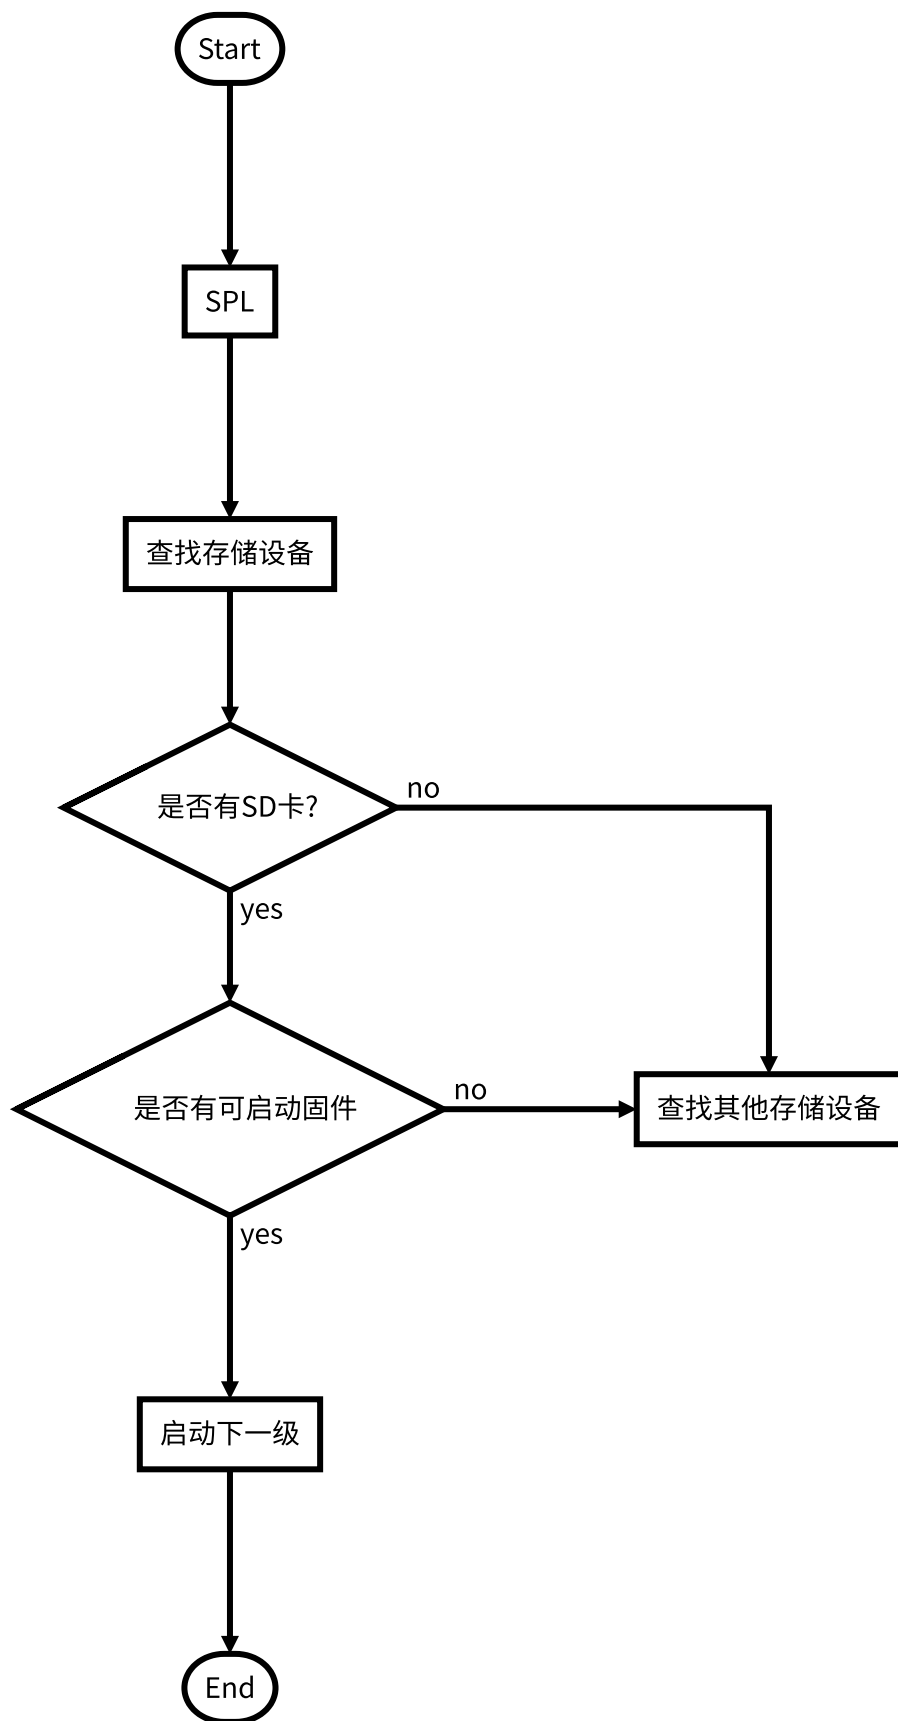 Start
SPL
查找存储设备
是否有SD卡?
no
yes
是否有可启动固件
no
查找其他存储设备
yes
启动下一级
End